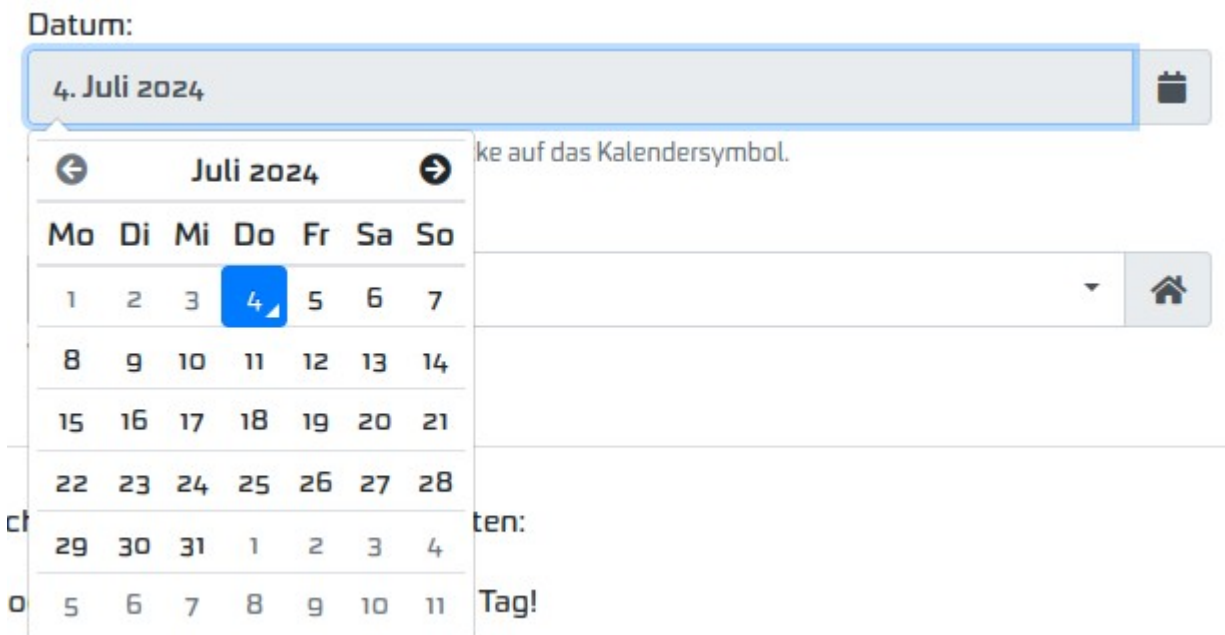 Datum:
4. Juli 2024
auf das Kalendersymbol.
Juli 2024
Mo Di Mi Do Fr Sa So
1 2 3 4 5 6 7
8 9 10 11 12 13 14
15 16 17 18 19 20 21
22 23 24 25 26 27 28
29 30 31 1 2 3 4
5 6 7 8 9 10 11
Tag!